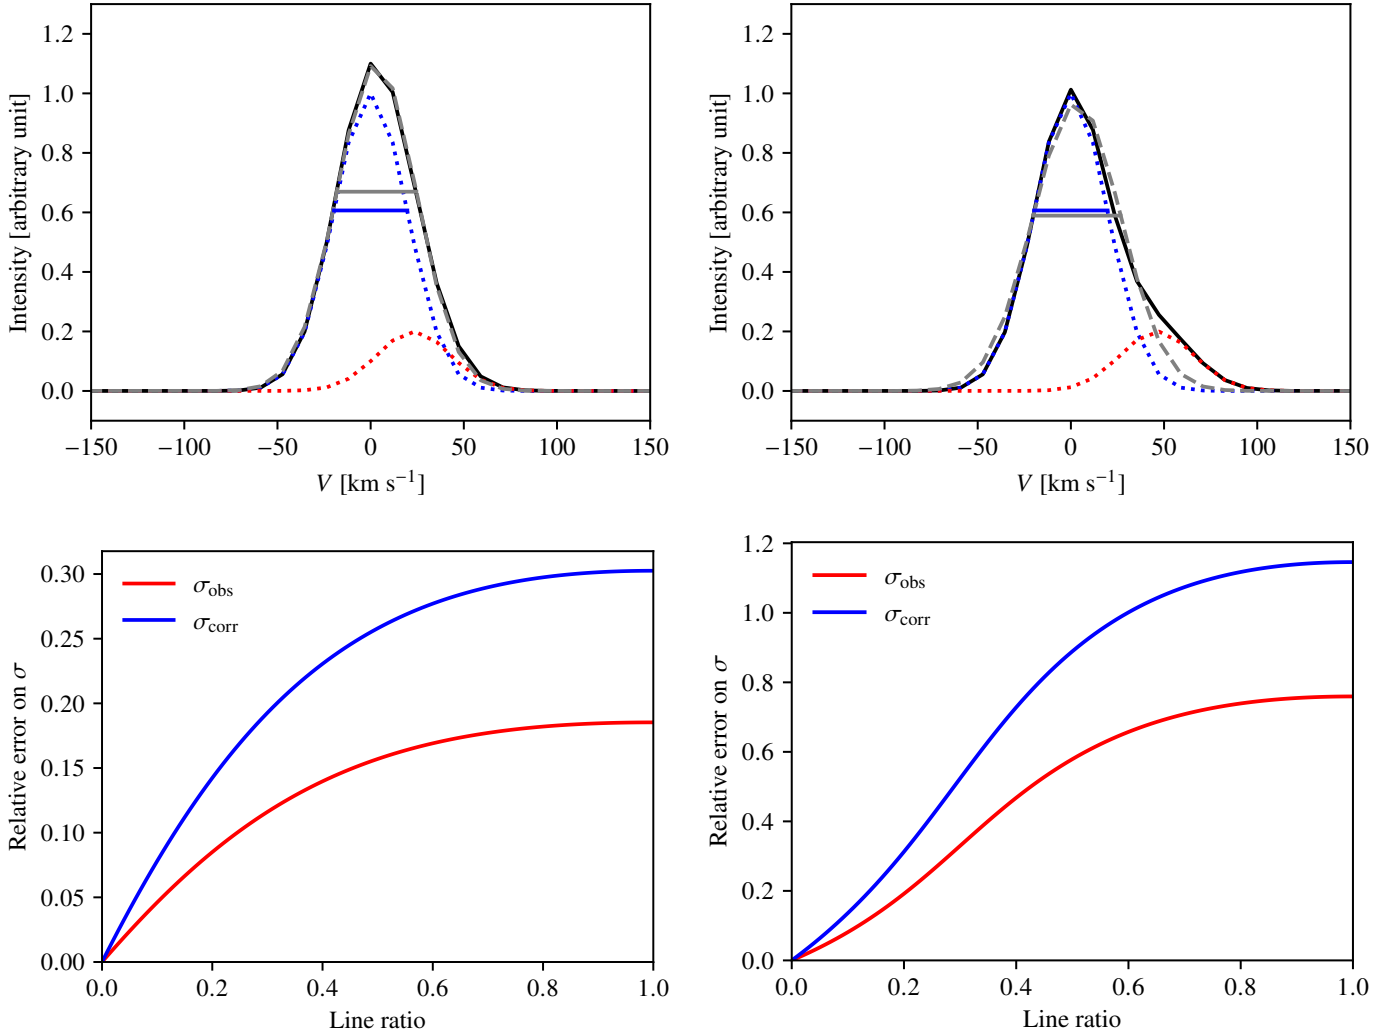 1.2
1.0
0.8
0.6
0.4
0.2
0.0
Intensity [arbitrary unit]
−150 −100 −50 0 50 100 150
V [km s⁻¹]
1.2
1.0
0.8
0.6
0.4
0.2
0.0
Intensity [arbitrary unit]
−150 −100 −50 0 50 100 150
V [km s⁻¹]
0.30
0.25
0.20
0.15
0.10
0.05
0.00
Relative error on σ
σobs
σcorr
0.0 0.2 0.4 0.6 0.8 1.0
Line ratio
1.2
1.0
0.8
0.6
0.4
0.2
0.0
Relative error on σ
σobs
σcorr
0.0 0.2 0.4 0.6 0.8 1.0
Line ratio